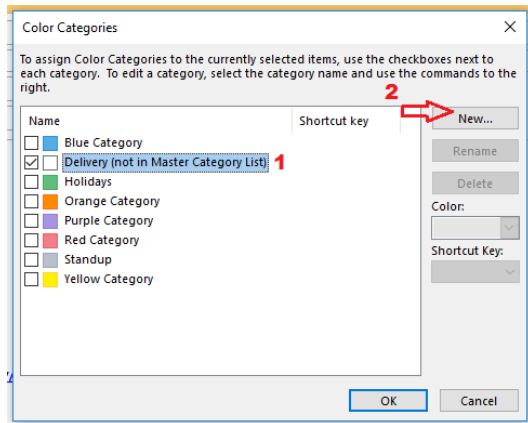 Color Categories
To assign Color Categories to the currently selected items, use the checkboxes next to
each category. To edit a category, select the category name and use the commands to the
right.
2
Name Shortcut key
New...
Blue Category
Delivery (not in Master Category List) 1
Rename
Holidays
Delete
Orange Category
Color:
Purple Category
Red Category
Shortcut Key:
Standup
Yellow Category
OK Cancel